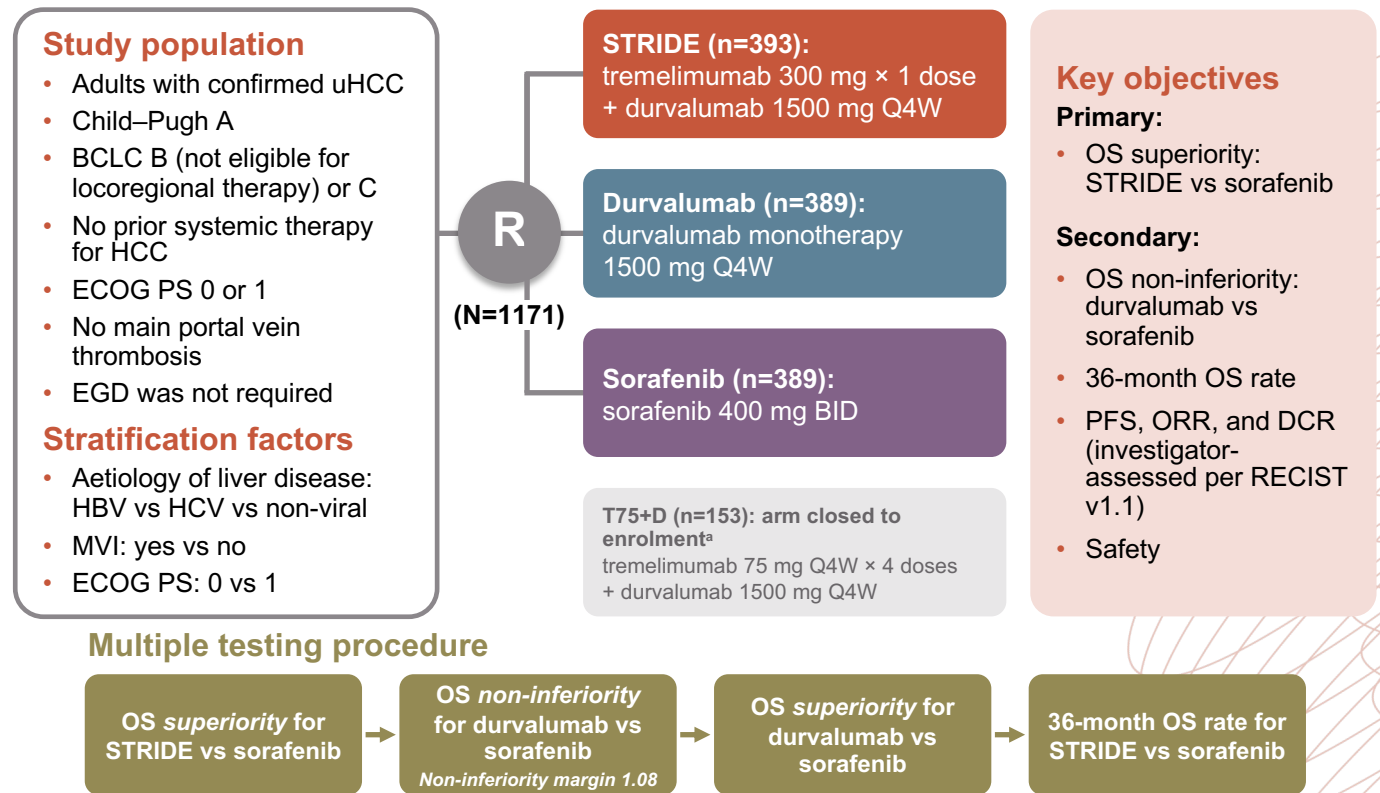 Study population
• Adults with confirmed uHCC
• Child–Pugh A
• BCLC B (not eligible for
locoregional therapy) or C
• No prior systemic therapy
for HCC
• ECOG PS 0 or 1
• No main portal vein
thrombosis
• EGD was not required
Stratification factors
• Aetiology of liver disease:
HBV vs HCV vs non-viral
• MVI: yes vs no
• ECOG PS: 0 vs 1
R
(N=1171)
STRIDE (n=393):
tremelimumab 300 mg × 1 dose
+ durvalumab 1500 mg Q4W
Durvalumab (n=389):
durvalumab monotherapy
1500 mg Q4W
Sorafenib (n=389):
sorafenib 400 mg BID
T75+D (n=153): arm closed to
enrolmentᵃ
tremelimumab 75 mg Q4W × 4 doses
+ durvalumab 1500 mg Q4W
Key objectives
Primary:
• OS superiority:
STRIDE vs sorafenib
Secondary:
• OS non-inferiority:
durvalumab vs
sorafenib
• 36-month OS rate
• PFS, ORR, and DCR
(investigator-
assessed per RECIST
v1.1)
• Safety
Multiple testing procedure
OS superiority for
STRIDE vs sorafenib
OS non-inferiority
for durvalumab vs
sorafenib
Non-inferiority margin 1.08
OS superiority for
durvalumab vs
sorafenib
36-month OS rate for
STRIDE vs sorafenib